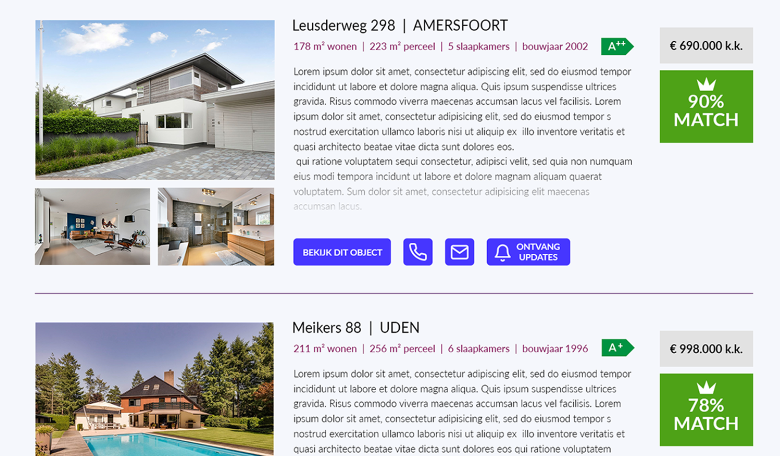 Leusderweg 298 | AMERSFOORT
178 m² wonen | 223 m² perceel | 5 slaapkamers | bouwjaar 2002
A++
€ 690.000 k.k.
90%
MATCH
Lorem ipsum dolor sit amet, consectetur adipiscing elit, sed do eiusmod tempor
incididunt ut labore et dolore magna aliqua. Quis ipsum suspendisse ultrices
gravida. Risus commodo viverra maecenas accumsan lacus vel facilisis. Lorem
ipsum dolor sit amet, consectetur adipiscing elit, sed do eiusmod tempor s
nostrud exercitation ullamco laboris nisi ut aliquip ex illo inventore veritatis et
quasi architecto beatae vitae dicta sunt dolores eos.
qui ratione voluptatem sequi consectetur, adipisci velit, sed quia non numquam
eius modi tempora incidunt ut labore et dolore magnam aliquam quaerat
voluptatem. Sum dolor sit amet, consectetur adipisicing elit maecenas
accumsan lacus.
BEKIJK DIT OBJECT
ONTVANG
UPDATES
Meikers 88 | UDEN
211 m² wonen | 256 m² perceel | 6 slaapkamers | bouwjaar 1996
A+
€ 998.000 k.k.
78%
MATCH
Lorem ipsum dolor sit amet, consectetur adipiscing elit, sed do eiusmod tempor
incididunt ut labore et dolore magna aliqua. Quis ipsum suspendisse ultrices
gravida. Risus commodo viverra maecenas accumsan lacus vel facilisis. Lorem
ipsum dolor sit amet, consectetur adipiscing elit, sed do eiusmod tempor s
nostrud exercitation ullamco laboris nisi ut aliquip ex illo inventore veritatis et
quasi architecto beatae vitae dicta sunt dolores eos qui ratione voluptatem